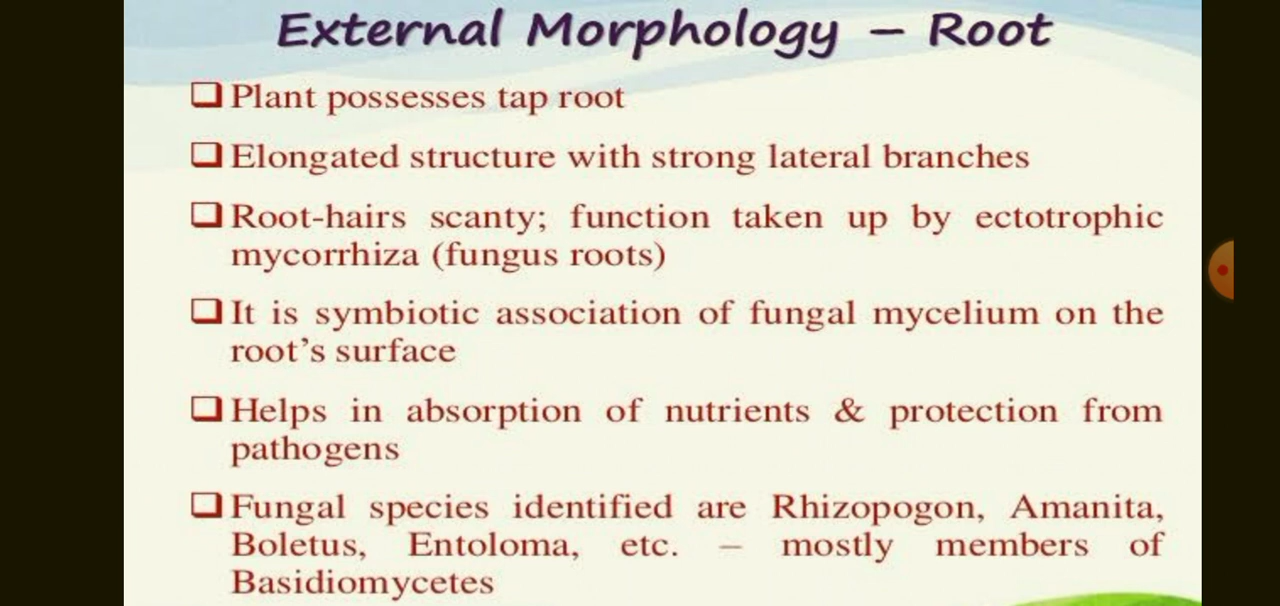 External Morphology – Root
❑ Plant possesses tap root
❑ Elongated structure with strong lateral branches
❑ Root-hairs scanty; function taken up by ectotrophic
mycorrhiza (fungus roots)
❑ It is symbiotic association of fungal mycelium on the
root’s surface
❑ Helps in absorption of nutrients & protection from
pathogens
❑ Fungal species identified are Rhizopogon, Amanita,
Boletus, Entoloma, etc. – mostly members of
Basidiomycetes